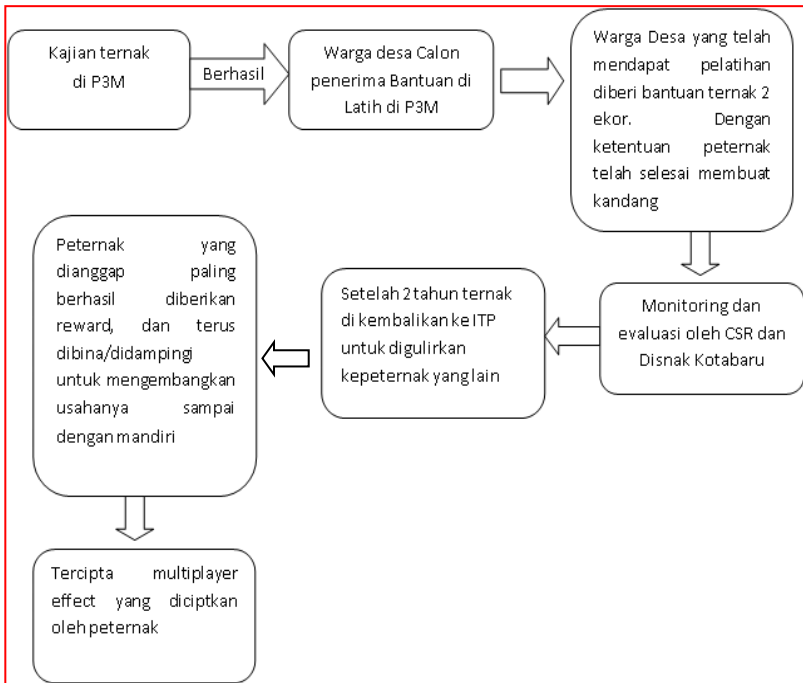 Kajian ternak
di P3M
Berhasil
Warga desa Calon
penerima Bantuan di
Latih di P3M
Warga Desa yang telah
mendapat pelatihan
diberi bantuan ternak 2
ekor. Dengan
ketentuan peternak
telah selesai membuat
kandang
Monitoring dan
evaluasi oleh CSR dan
Disnak Kotabaru
Setelah 2 tahun ternak
di kembalikan ke ITP
untuk digulirkan
kepeternak yang lain
Peternak yang
dianggap paling
berhasil diberikan
reward, dan terus
dibina/didampingi
untuk mengembangkan
usahanya sampai
dengan mandiri
Tercipta multiplayer
effect yang diciptkan
oleh peternak